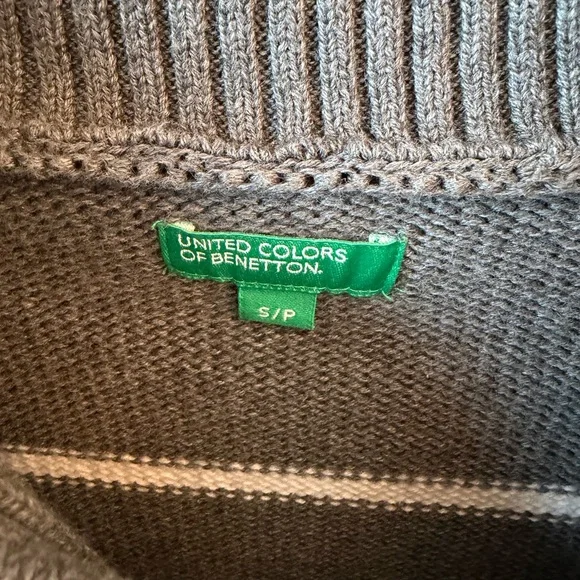 UNITED COLORS
OF BENETTON.
S/P